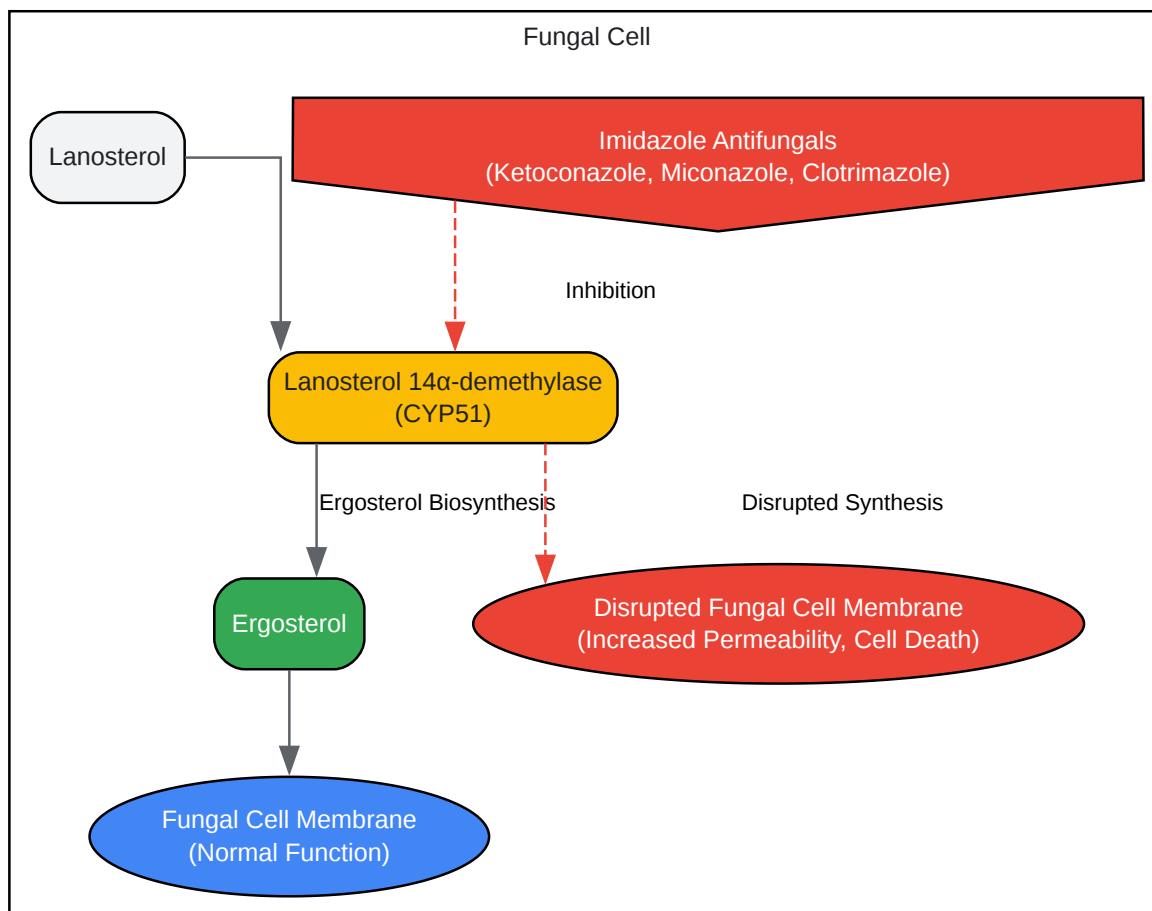 Fungal Cell
Lanosterol
Imidazole Antifungals
(Ketoconazole, Miconazole, Clotrimazole)
Inhibition
Lanosterol 14α-demethylase
(CYP51)
Ergosterol Biosynthesis
Disrupted Synthesis
Ergosterol
Disrupted Fungal Cell Membrane
(Increased Permeability, Cell Death)
Fungal Cell Membrane
(Normal Function)